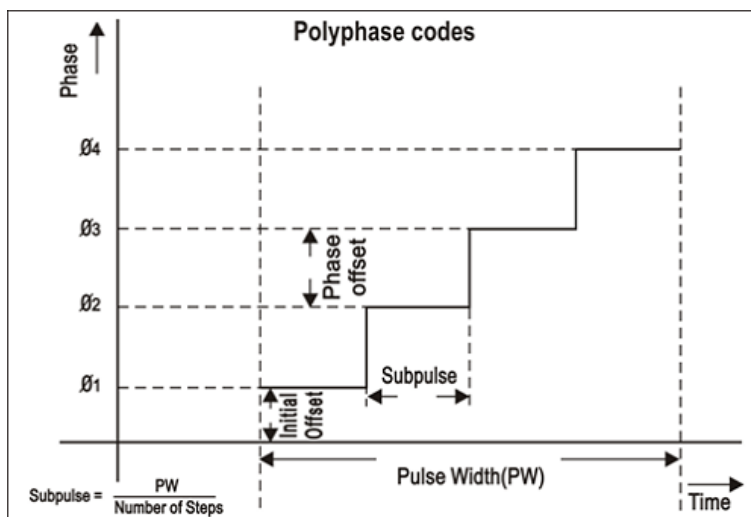 Polyphase codes
Phase
Ø4
Ø3
Phase
offset
Ø2
Ø1
Subpulse
Initial
Offset
Pulse Width(PW)
Time
Subpulse = PW
Number of Steps